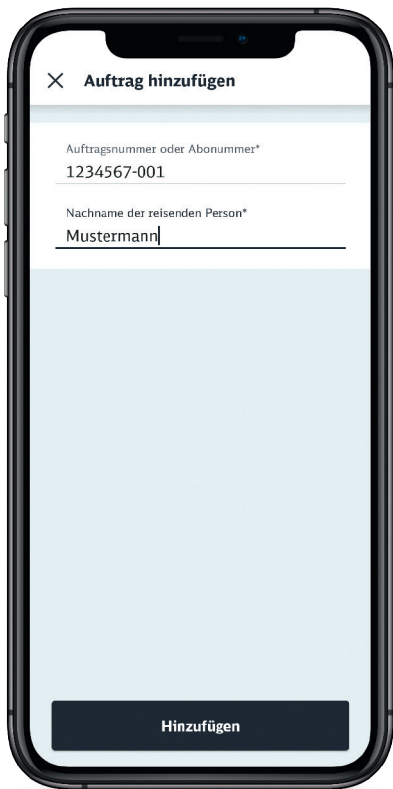 Auftrag hinzufügen
Auftragsnummer oder Abonummer*
1234567-001
Nachname der reisenden Person*
Mustermann
Hinzufügen